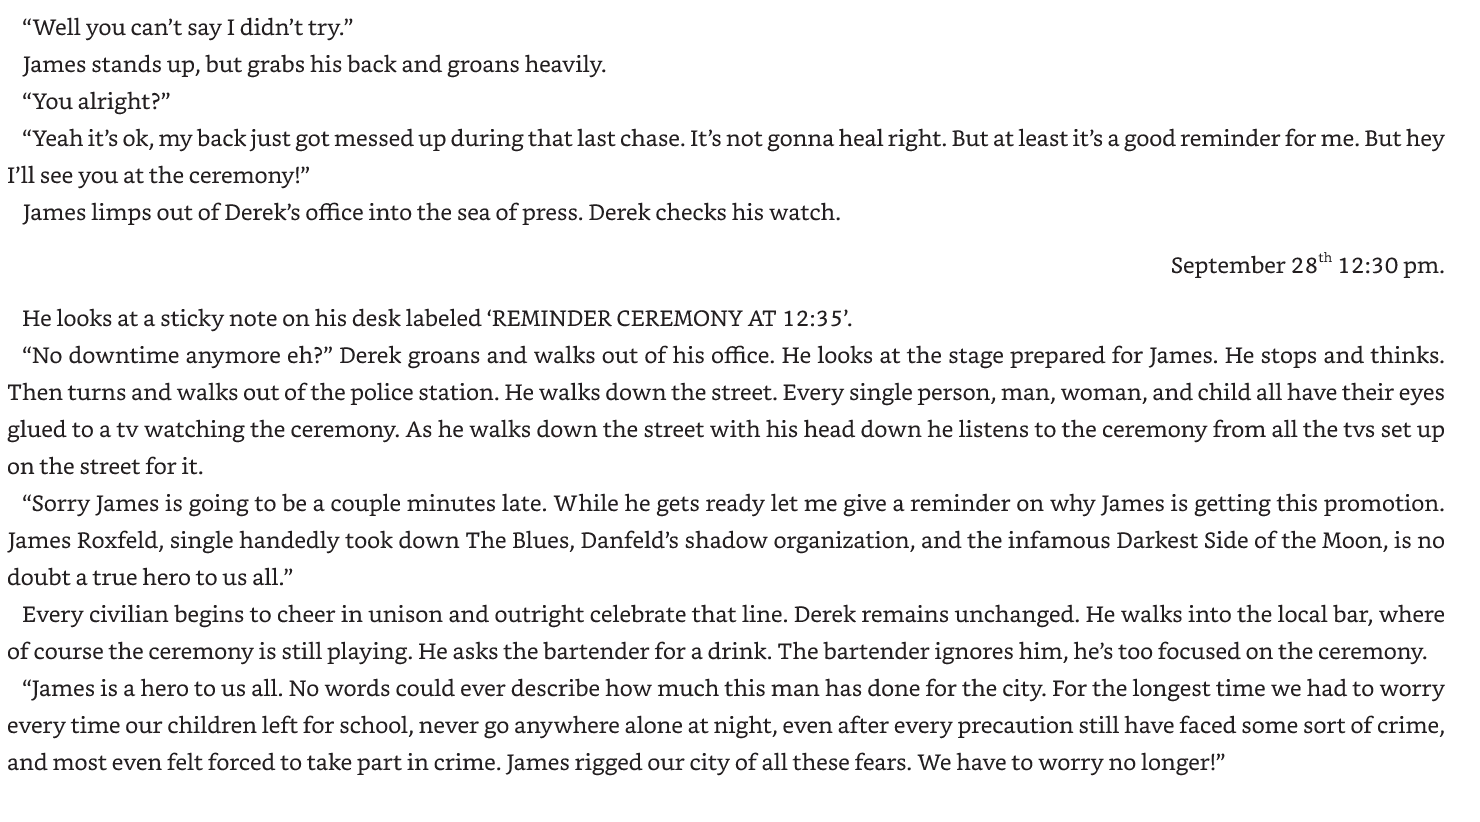 “Well you can’t say I didn’t try.”
James stands up, but grabs his back and groans heavily.
“You alright?”
“Yeah it’s ok, my back just got messed up during that last chase. It’s not gonna heal right. But at least it’s a good reminder for me. But hey
I’ll see you at the ceremony!”
James limps out of Derek’s office into the sea of press. Derek checks his watch.
September 28th 12:30 pm.
He looks at a sticky note on his desk labeled ‘REMINDER CEREMONY AT 12:35’.
“No downtime anymore eh?” Derek groans and walks out of his office. He looks at the stage prepared for James. He stops and thinks.
Then turns and walks out of the police station. He walks down the street. Every single person, man, woman, and child all have their eyes
glued to a tv watching the ceremony. As he walks down the street with his head down he listens to the ceremony from all the tvs set up
on the street for it.
“Sorry James is going to be a couple minutes late. While he gets ready let me give a reminder on why James is getting this promotion.
James Roxfeld, single handedly took down The Blues, Danfeld’s shadow organization, and the infamous Darkest Side of the Moon, is no
doubt a true hero to us all.”
Every civilian begins to cheer in unison and outright celebrate that line. Derek remains unchanged. He walks into the local bar, where
of course the ceremony is still playing. He asks the bartender for a drink. The bartender ignores him, he’s too focused on the ceremony.
“James is a hero to us all. No words could ever describe how much this man has done for the city. For the longest time we had to worry
every time our children left for school, never go anywhere alone at night, even after every precaution still have faced some sort of crime,
and most even felt forced to take part in crime. James rigged our city of all these fears. We have to worry no longer!”